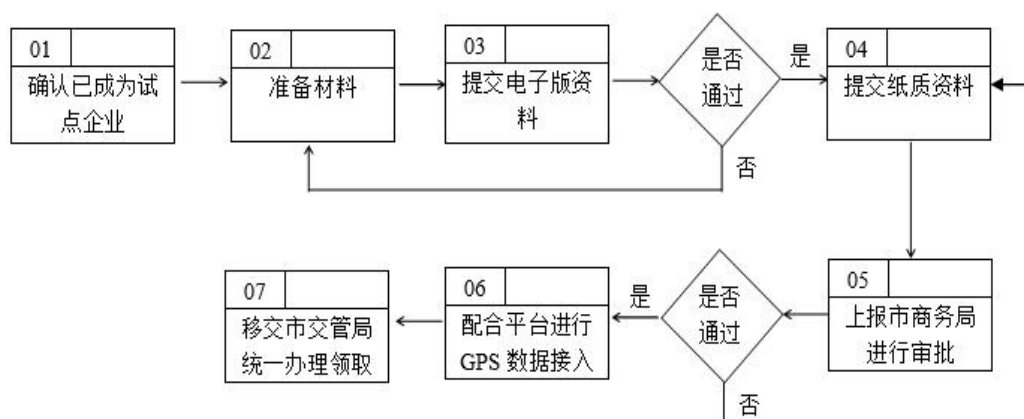 01
确认已成为试
点企业
02
准备材料
03
提交电子版资
料
是否
通过
是
否
04
提交纸质资料
05
上报市商务局
进行审批
是否
通过
是
否
06
配合平台进行
GPS 数据接入
07
移交市交管局
统一办理领取